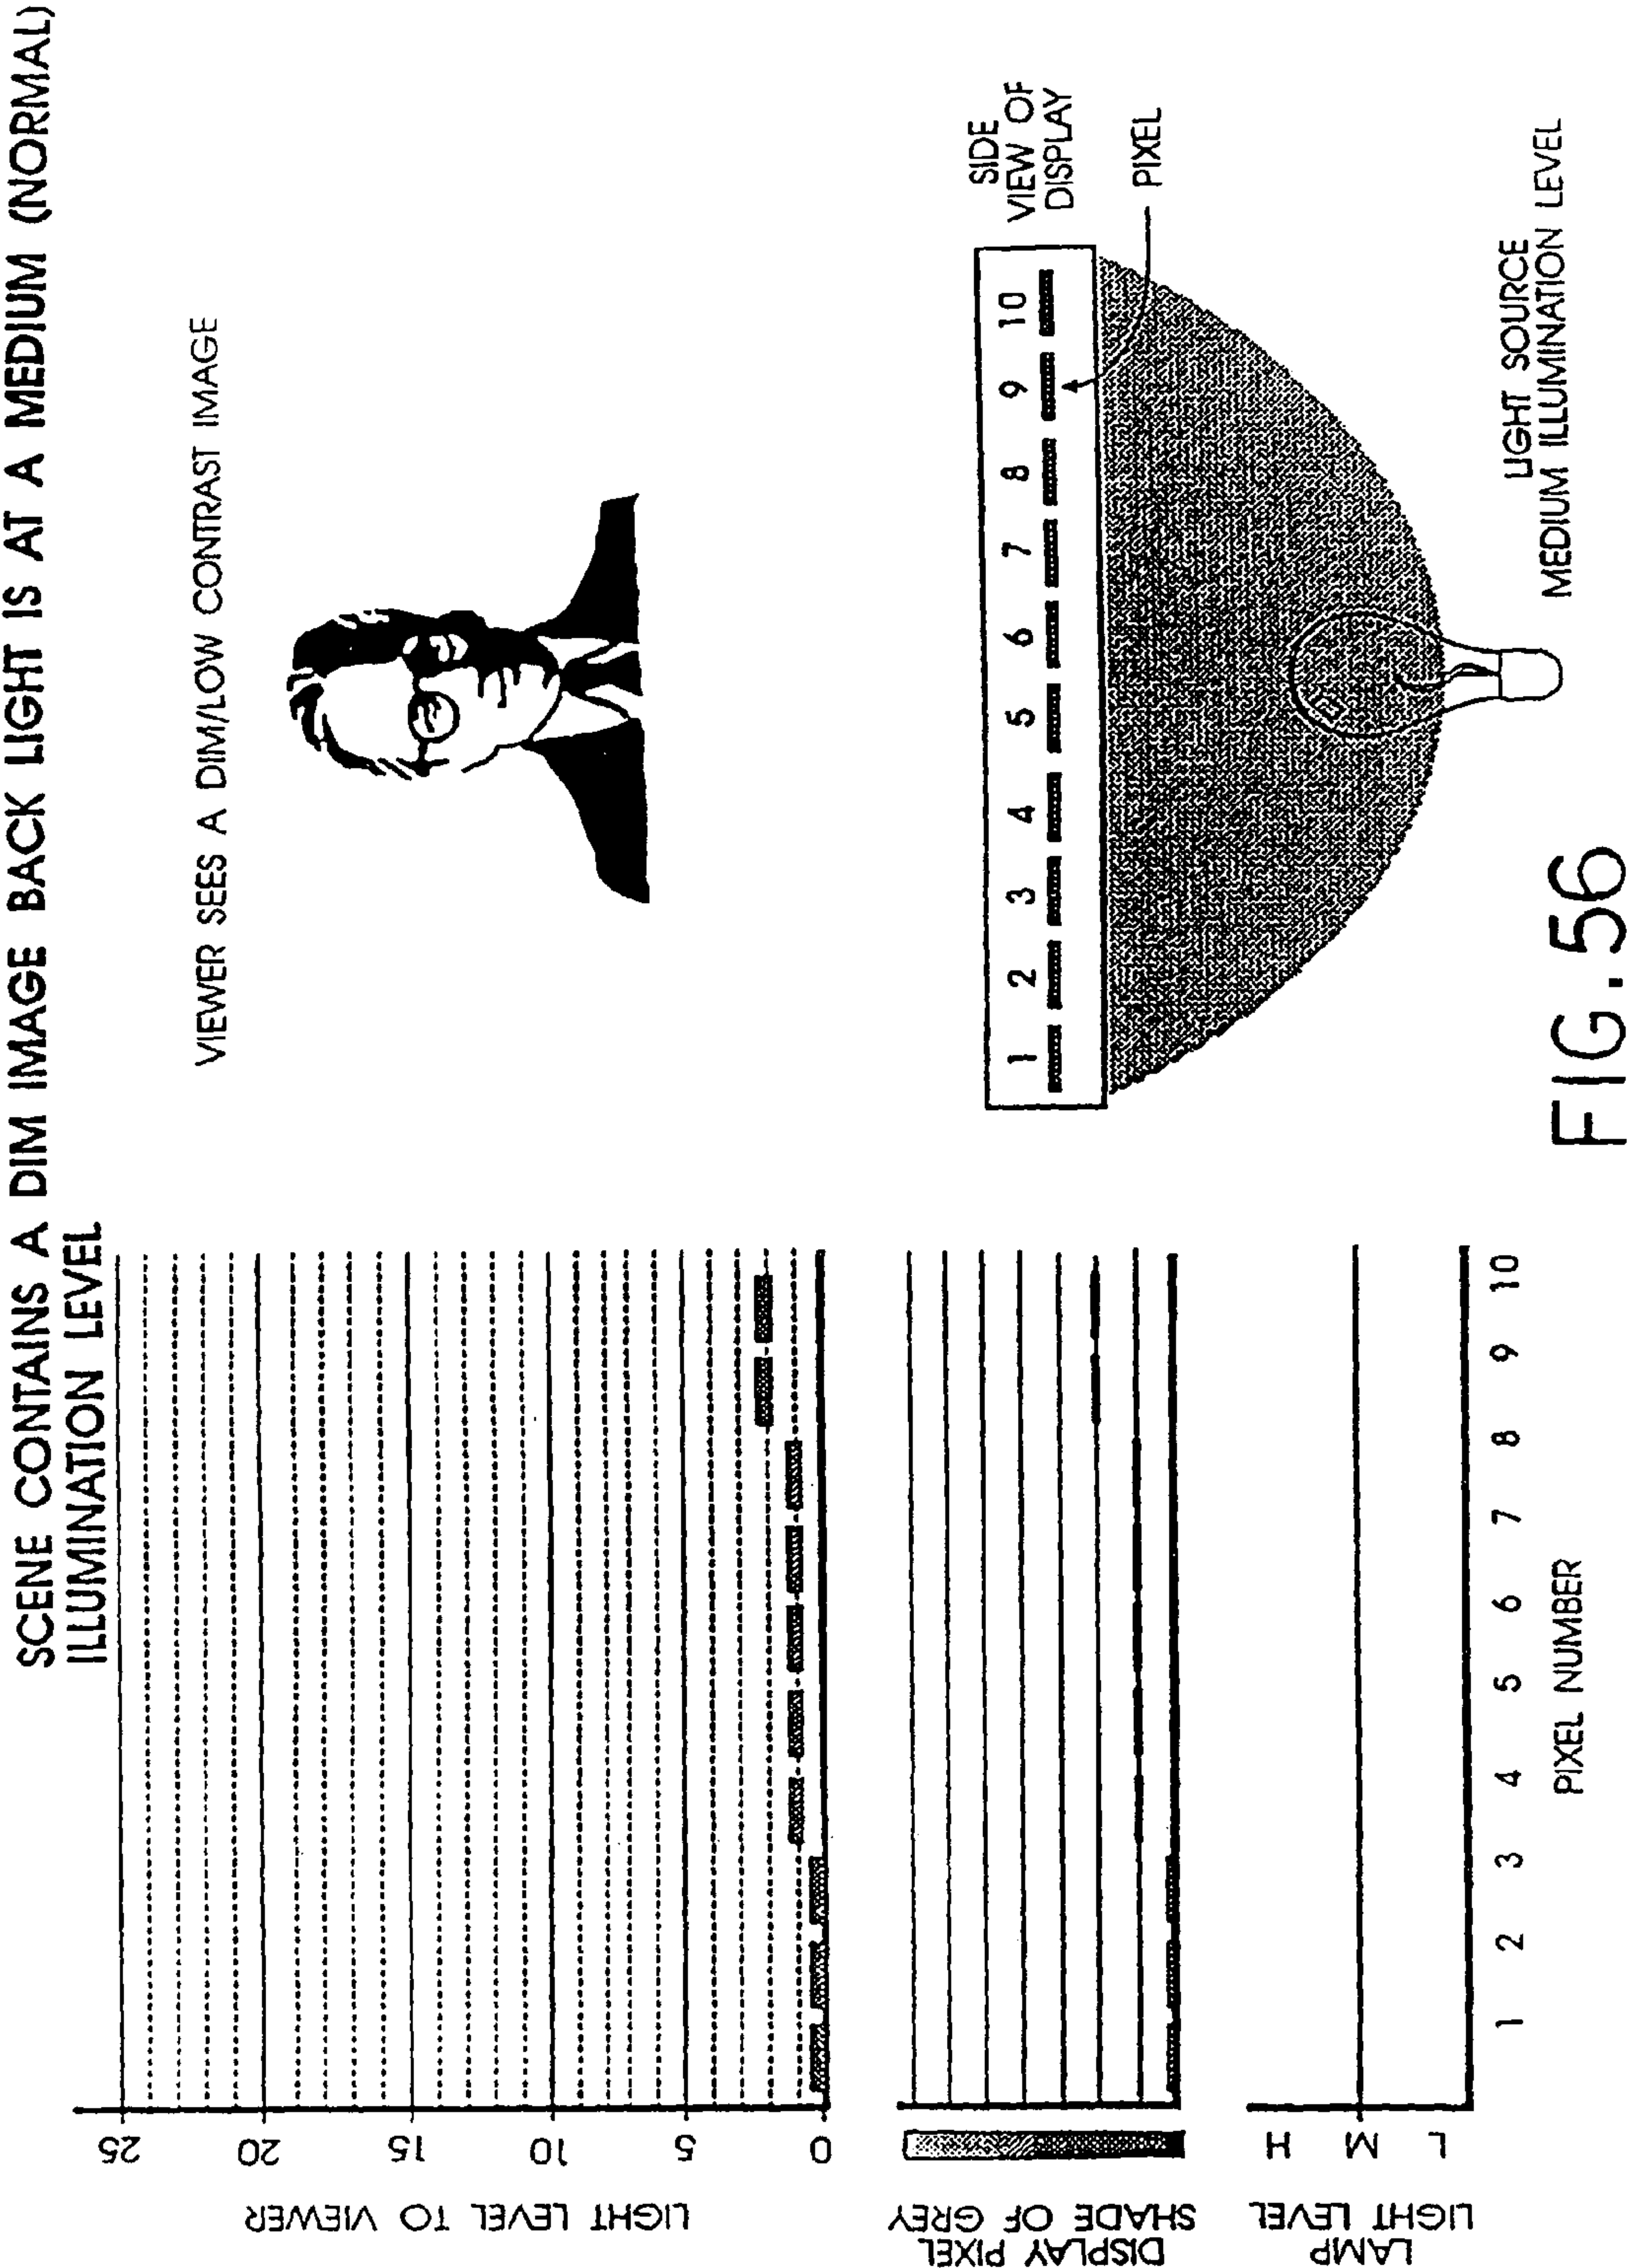 SCENE CONTAINS A DIM IMAGE BACK LIGHT IS AT A MEDIUM (NORMAL)
ILLUMINATION LEVEL
LIGHT LEVEL TO VIEWER
25
20
15
10
5
0
VIEWER SEES A DIM/LOW CONTRAST IMAGE
DISPLAY PIXEL
SHADE OF GREY
LAMP
LIGHT LEVEL
H
M
L
1 2 3 4 5 6 7 8 9 10
PIXEL NUMBER
SIDE
VIEW OF
DISPLAY
1 2 3 4 5 6 7 8 9 10
PIXEL
LIGHT SOURCE
MEDIUM ILLUMINATION LEVEL
FIG.56